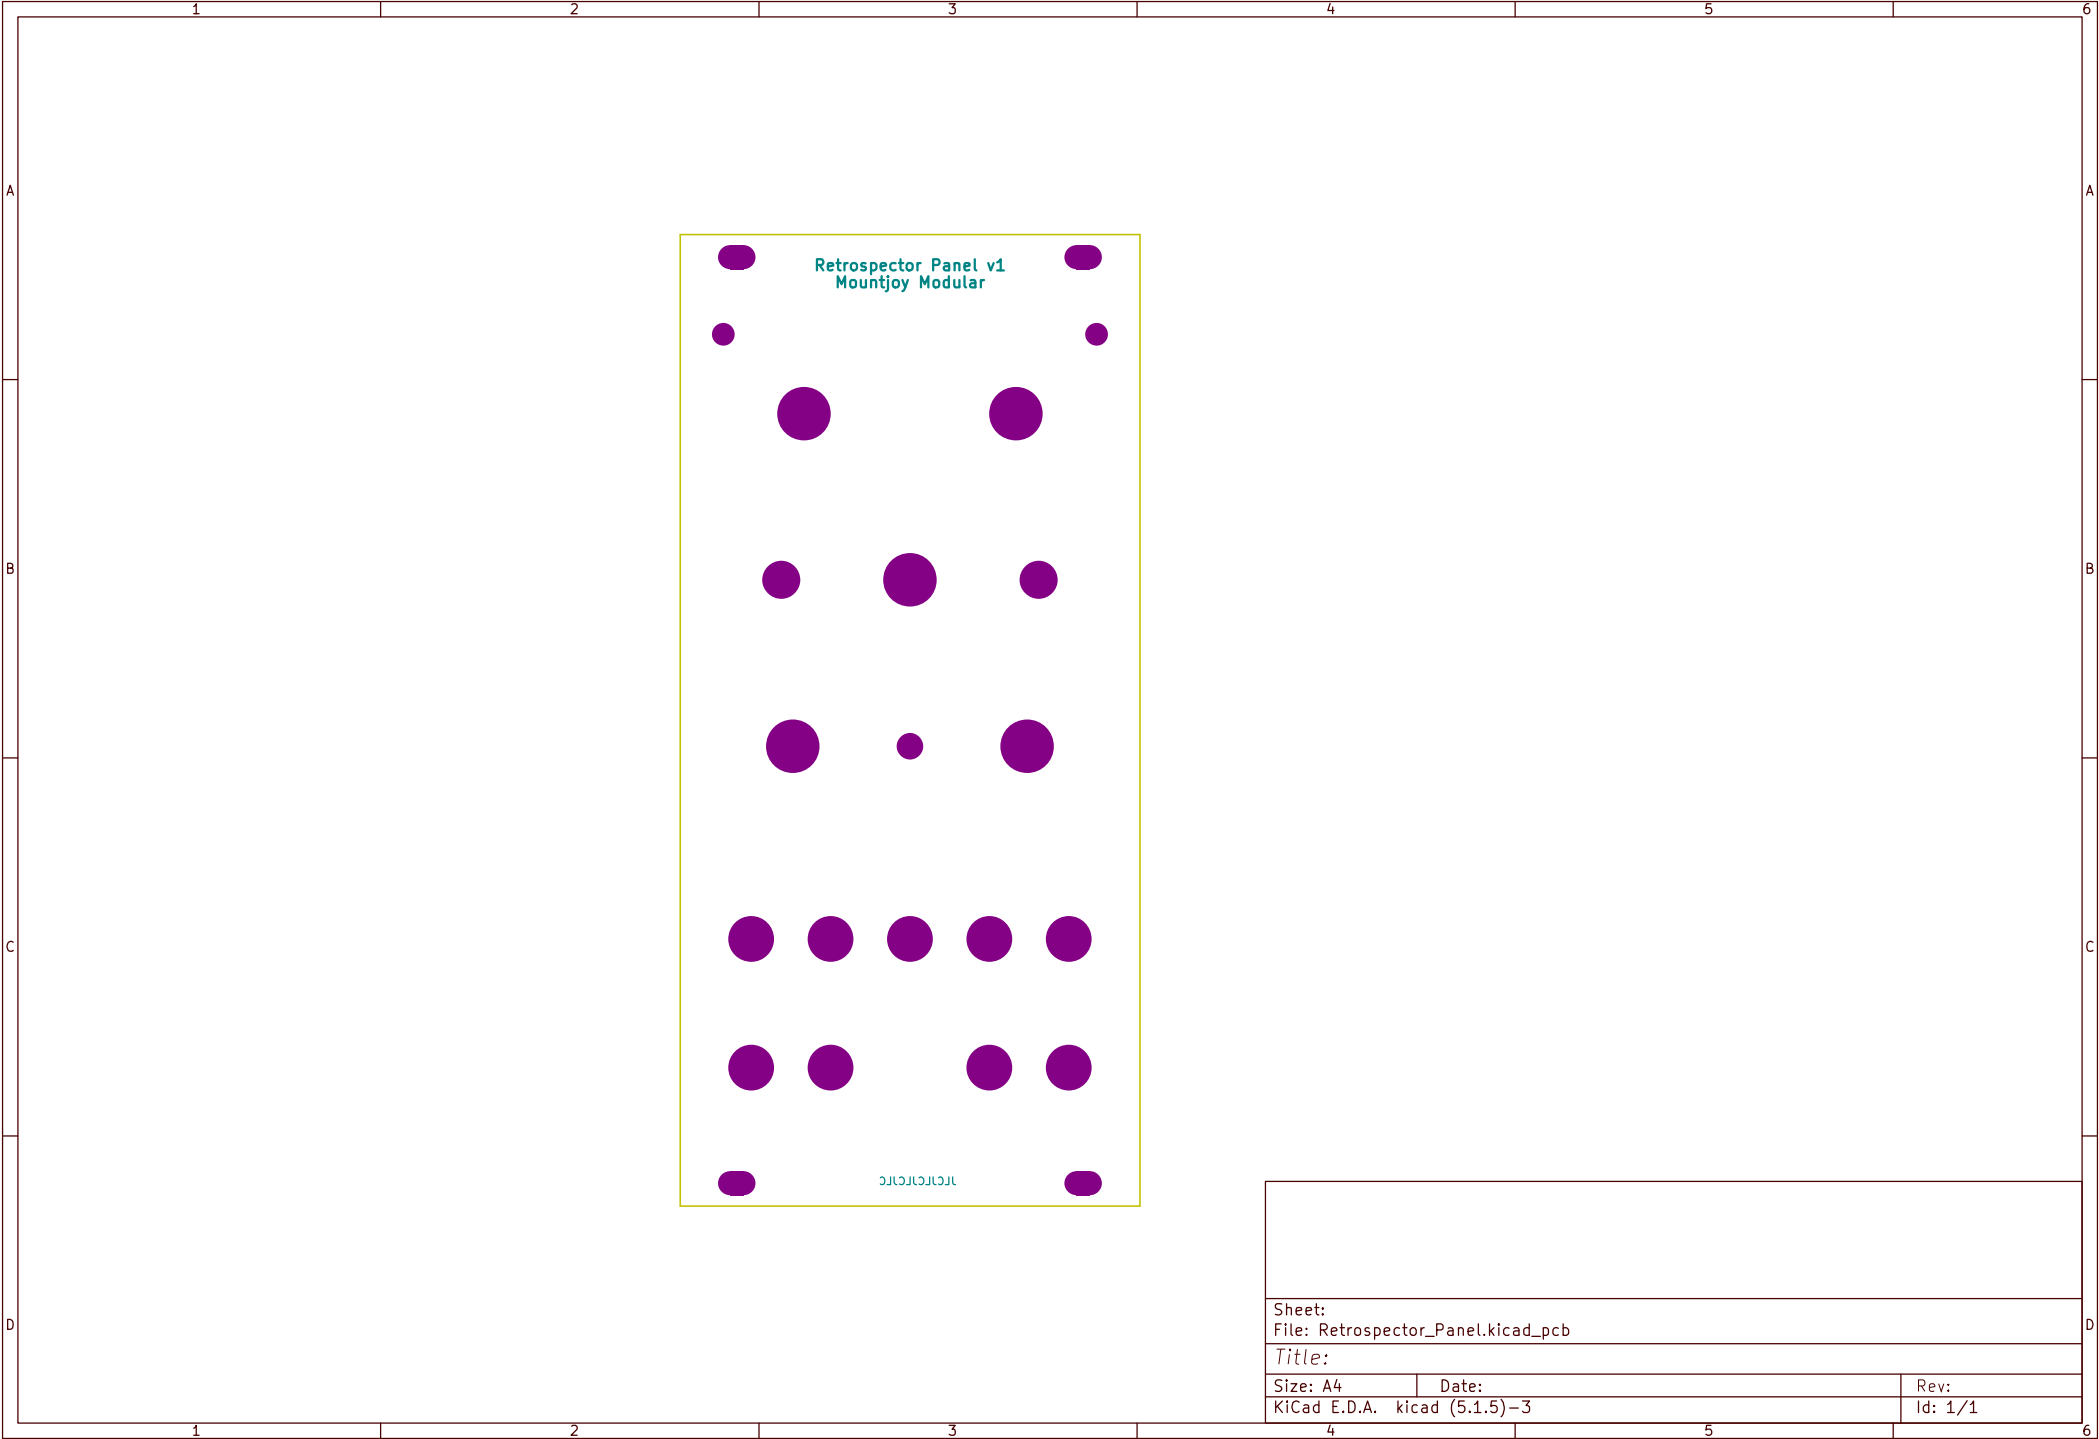 1 2 3 4 5 6
A A
Retrospector Panel v1
Mountjoy Modular
B B
C C
JLCJLCJLCJLC
Sheet:
File: Retrospector_Panel.kicad_pcb
D D
Title:
Size: A4 Date: Rev:
KiCad E.D.A. kicad (5.1.5)-3 Id: 1/1
1 2 3 4 5 6